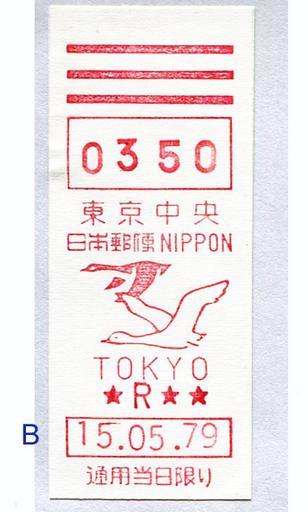 0350
東京中央
日本郵便 NIPPON
TOKYO
★R★★
B
15.05.79
通用当日限り